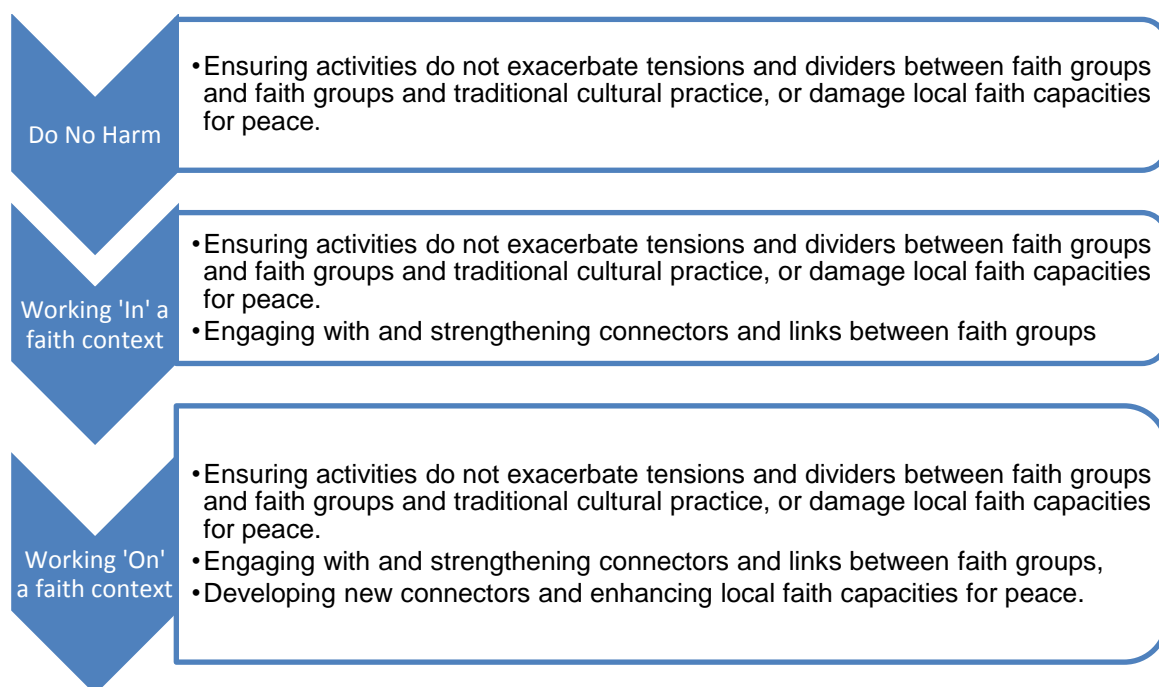 Do No Harm
•Ensuring activities do not exacerbate tensions and dividers between faith groups
and faith groups and traditional cultural practice, or damage local faith capacities
for peace.
Working 'In' a
faith context
•Ensuring activities do not exacerbate tensions and dividers between faith groups
and faith groups and traditional cultural practice, or damage local faith capacities
for peace.
•Engaging with and strengthening connectors and links between faith groups
Working 'On'
a faith context
•Ensuring activities do not exacerbate tensions and dividers between faith groups
and faith groups and traditional cultural practice, or damage local faith capacities
for peace.
•Engaging with and strengthening connectors and links between faith groups,
•Developing new connectors and enhancing local faith capacities for peace.